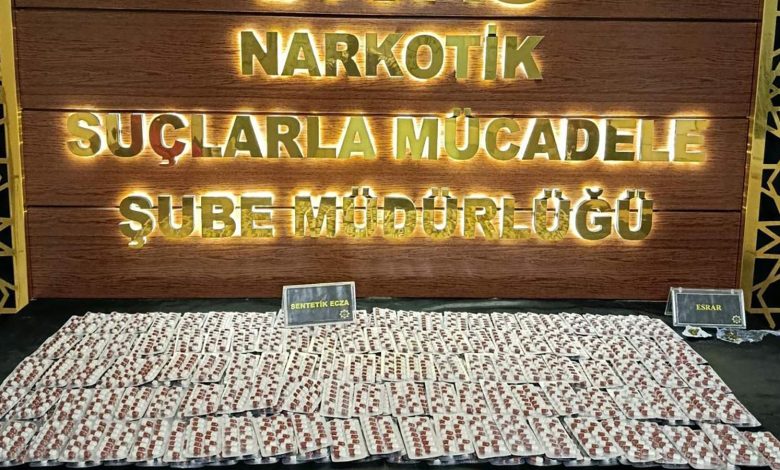 NARKOTİK
SUÇLARLA MÜCADELE
ŞUBE MÜDÜRLÜĞÜ
SENTETİK ECZA
ESRAR